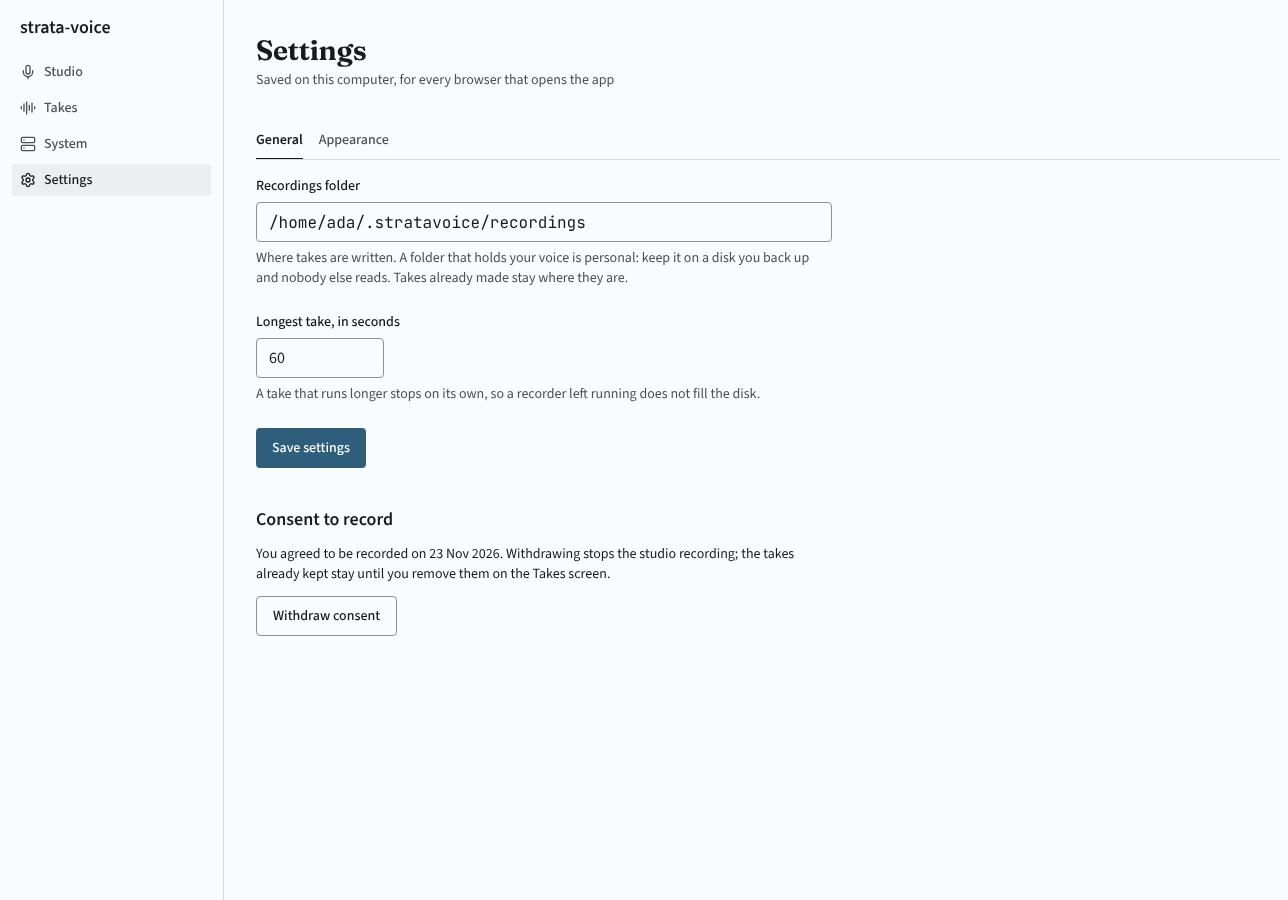 strata-voice
Studio
Takes
System
Settings
Settings
Saved on this computer, for every browser that opens the app
General
Appearance
Recordings folder
/home/ada/.stratavoice/recordings
Where takes are written. A folder that holds your voice is personal: keep it on a disk you back up
and nobody else reads. Takes already made stay where they are.
Longest take, in seconds
60
A take that runs longer stops on its own, so a recorder left running does not fill the disk.
Save settings
Consent to record
You agreed to be recorded on 23 Nov 2026. Withdrawing stops the studio recording; the takes
already kept stay until you remove them on the Takes screen.
Withdraw consent